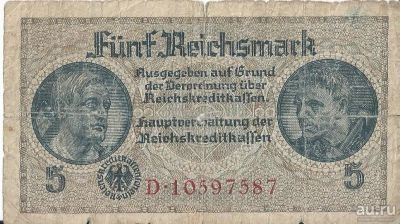 Fünf Reichsmark
Ausgegeben auf Grund
der Verordnung über
Reichskreditkassen.
Hauptverwaltung der
Reichskreditkassen
5 5
D·10597587
au.ru